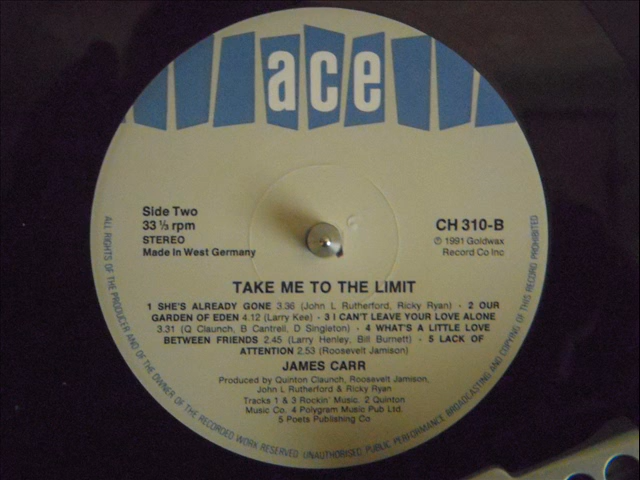 ace
Side Two
33 ⅓ rpm
STEREO
Made in West Germany
CH 310-B
℗ 1991 Goldwax
Record Co Inc
TAKE ME TO THE LIMIT
1 SHE'S ALREADY GONE 3.36 (John L Rutherford, Ricky Ryan) - 2 OUR
GARDEN OF EDEN 4.12 (Larry Kee) - 3 I CAN'T LEAVE YOUR LOVE ALONE
3.31 (Q Claunch, B Cantrell, D Singleton) - 4 WHAT'S A LITTLE LOVE
BETWEEN FRIENDS 2.45 (Larry Henley, Bill Burnett) - 5 LACK OF
ATTENTION 2.53 (Roosevelt Jamison)
JAMES CARR
Produced by Quinton Claunch, Roosevelt Jamison,
John L Rutherford & Ricky Ryan
Tracks 1 & 3 Rockin' Music. 2 Quinton
Music Co. 4 Polygram Music Pub Ltd.
5 Poets Publishing Co
ALL RIGHTS OF THE PRODUCER AND OF THE OWNER OF THE RECORDED WORK RESERVED UNAUTHORISED PUBLIC PERFORMANCE BROADCASTING AND COPYING OF THIS RECORD PROHIBITED